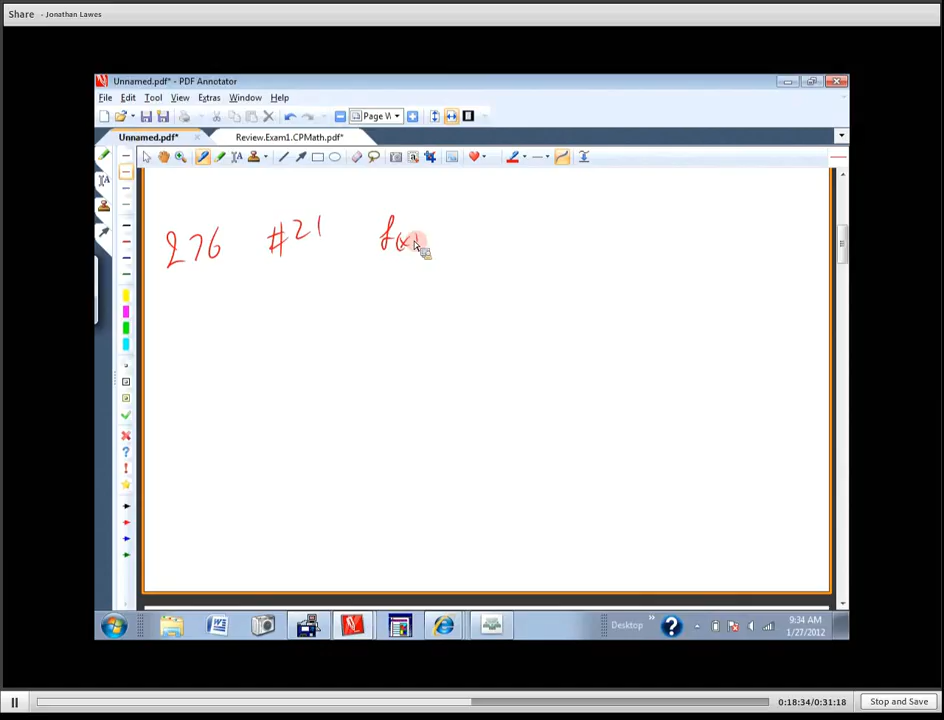 Share - Jonathan Lawes
Unnamed.pdf* - PDF Annotator
File Edit Tool View Extras Window Help
Page W
Unnamed.pdf* Review.Exam1.CPMath.pdf*
276 #21 f(x)
Desktop
9:34 AM
1/27/2012
0:18:34/0:31:18 Stop and Save